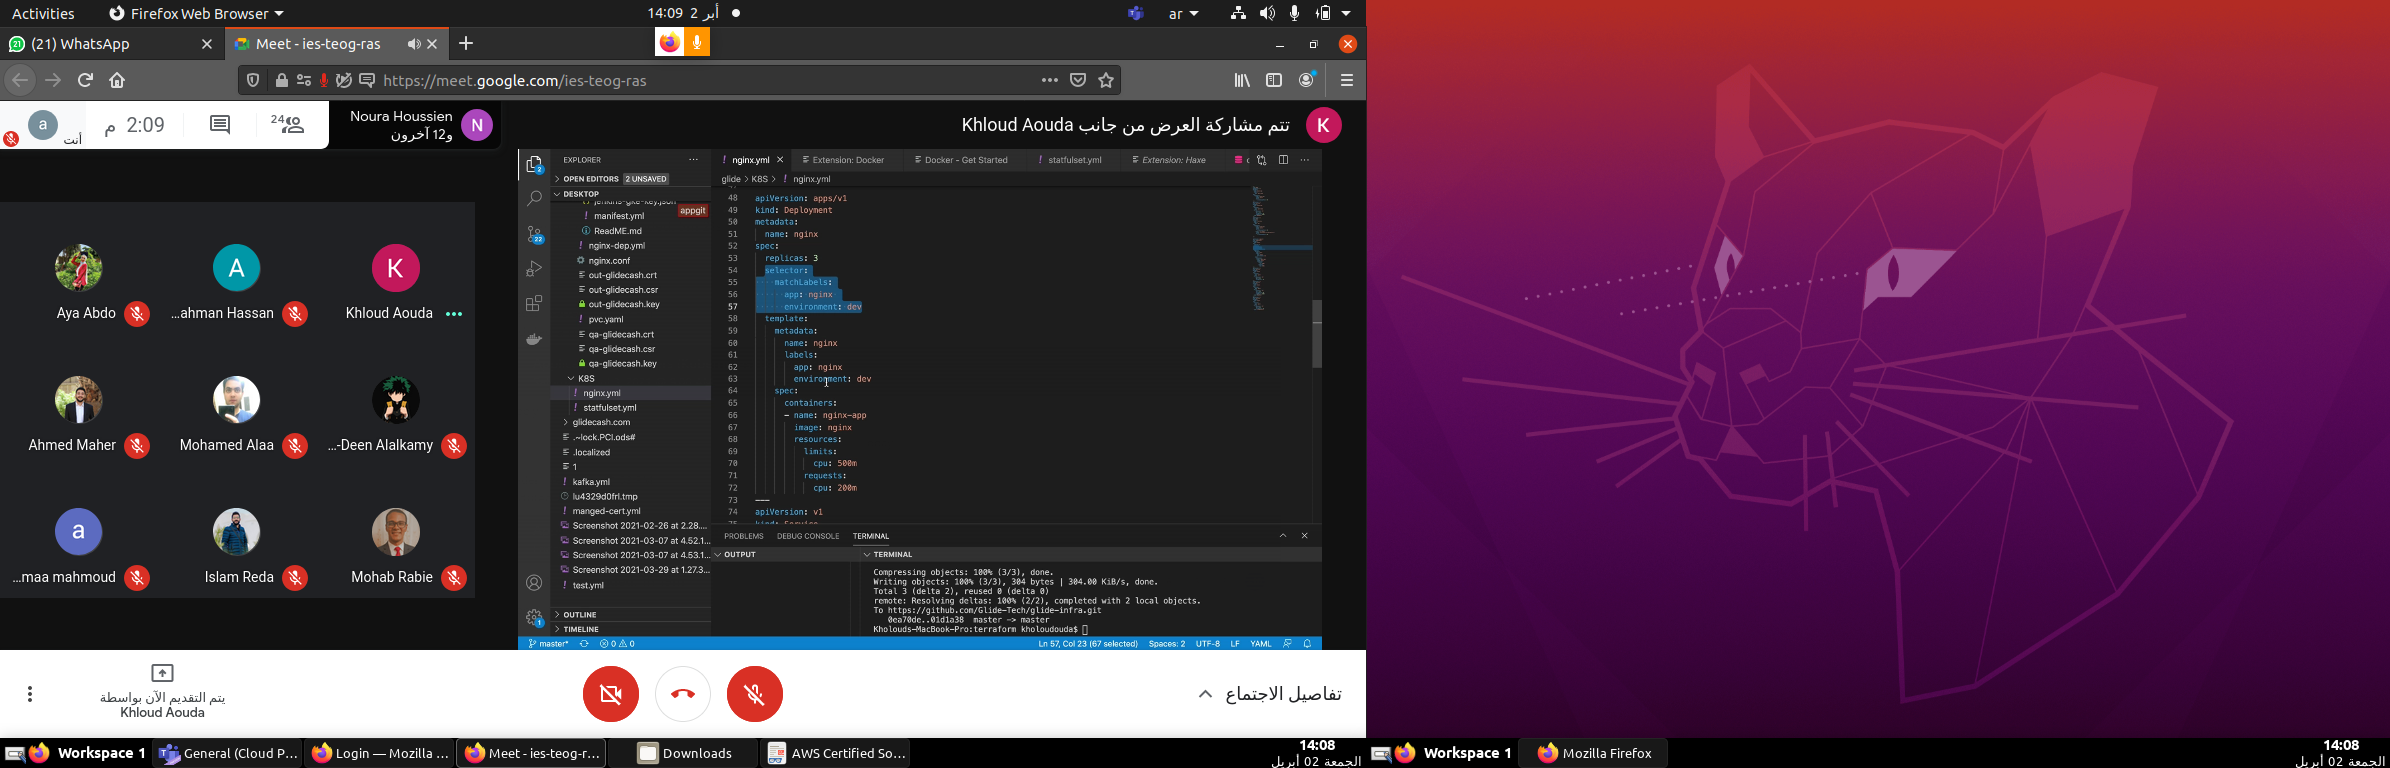 Activities
Firefox Web Browser
14:09 2 أبر
ar
(21) WhatsApp
Meet - ies-teog-ras
https://meet.google.com/ies-teog-ras
a
أنت
2:09 م
24
Noura Houssien
و12 آخرون
N
تتم مشاركة العرض من جانب Khloud Aouda
K
Aya Abdo
A
...ahman Hassan
K
Khloud Aouda
Ahmed Maher
Mohamed Alaa
...-Deen Alalkamy
a
...maa mahmoud
Islam Reda
Mohab Rabie
EXPLORER
OPEN EDITORS 2 UNSAVED
DESKTOP
jenkins-gke-key.json
appgit
manifest.yml
ReadME.md
nginx-dep.yml
nginx.conf
out-glidecash.crt
out-glidecash.csr
out-glidecash.key
pvc.yaml
qa-glidecash.crt
qa-glidecash.csr
qa-glidecash.key
K8S
nginx.yml
statfulset.yml
glidecash.com
.~lock.PCI.ods#
.localized
1
kafka.yml
lu4329d0frl.tmp
manged-cert.yml
Screenshot 2021-02-26 at 2.28....
Screenshot 2021-03-07 at 4.52.1...
Screenshot 2021-03-07 at 4.53.1...
Screenshot 2021-03-29 at 1.27.3...
test.yml
OUTLINE
TIMELINE
nginx.yml
Extension: Docker
Docker - Get Started
statfulset.yml
Extension: Haxe
glide > K8S > nginx.yml
48 apiVersion: apps/v1
49 kind: Deployment
50 metadata:
51 name: nginx
52 spec:
53 replicas: 3
54 selector:
55 matchLabels:
56 app: nginx
57 environment: dev
58 template:
59 metadata:
60 name: nginx
61 labels:
62 app: nginx
63 environment: dev
64 spec:
65 containers:
66 - name: nginx-app
67 image: nginx
68 resources:
69 limits:
70 cpu: 500m
71 requests:
72 cpu: 200m
73 ---
74 apiVersion: v1
75 kind: Service
PROBLEMS DEBUG CONSOLE TERMINAL
OUTPUT
TERMINAL
Compressing objects: 100% (3/3), done.
Writing objects: 100% (3/3), 304 bytes | 304.00 KiB/s, done.
Total 3 (delta 2), reused 0 (delta 0)
remote: Resolving deltas: 100% (2/2), completed with 2 local objects.
To https://github.com/Glide-Tech/glide-infra.git
0ea70de..01d1a38 master -> master
Kholouds-MacBook-Pro:terraform kholoudouda$
master*
0 0
Ln 57, Col 23 (67 selected)
Spaces: 2
UTF-8
LF
YAML
يتم التقديم الآن بواسطة
Khloud Aouda
تفاصيل الاجتماع
Workspace 1
General (Cloud P...
Login — Mozilla ...
Meet - ies-teog-r...
Downloads
AWS Certified So...
14:08
الجمعة 02 أبريل
Workspace 1
Mozilla Firefox
14:08
الجمعة 02 أبريل